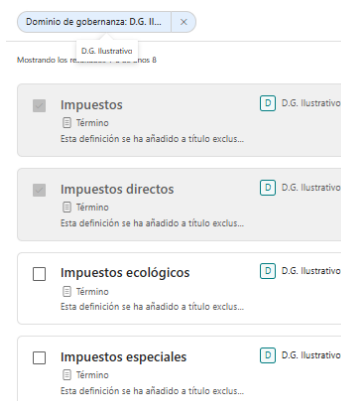 Dominio de gobernanza: D.G. Il... ×
D.G. Ilustrativo
Mostrando los
8
Impuestos
D D.G. Ilustrativo
Término
Esta definición se ha añadido a título exclus...
Impuestos directos
D D.G. Ilustrativo
Término
Esta definición se ha añadido a título exclus...
Impuestos ecológicos
D D.G. Ilustrativo
Término
Esta definición se ha añadido a título exclus...
Impuestos especiales
D D.G. Ilustrativo
Término
Esta definición se ha añadido a título exclus...